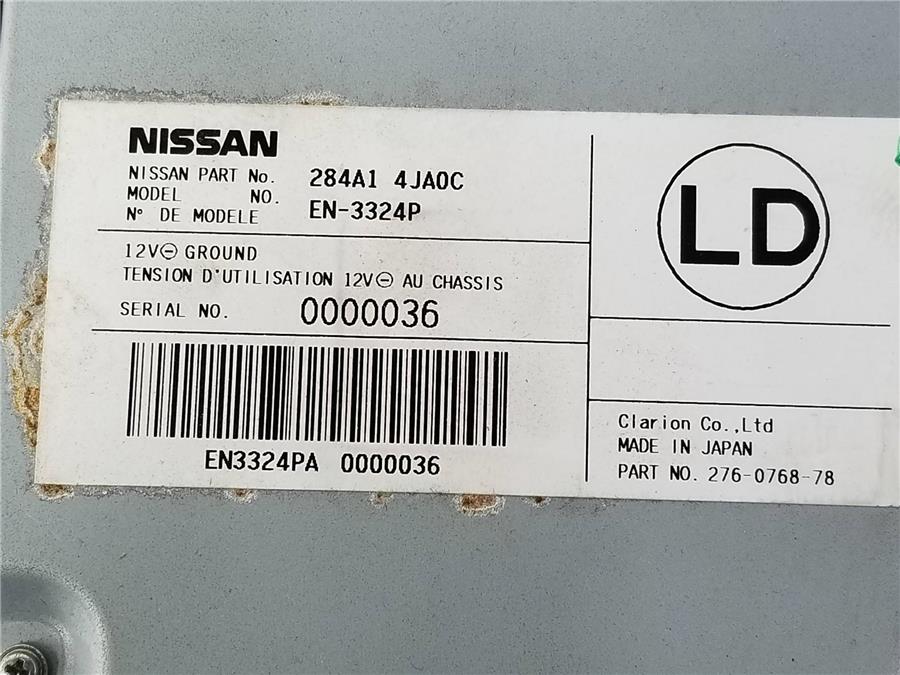 NISSAN
NISSAN PART No. 284A1 4JA0C
MODEL NO. EN-3324P
N° DE MODELE
12V⊖ GROUND
TENSION D'UTILISATION 12V⊖ AU CHASSIS
SERIAL NO. 0000036
EN3324PA 0000036
LD
Clarion Co.,Ltd
MADE IN JAPAN
PART NO. 276-0768-78